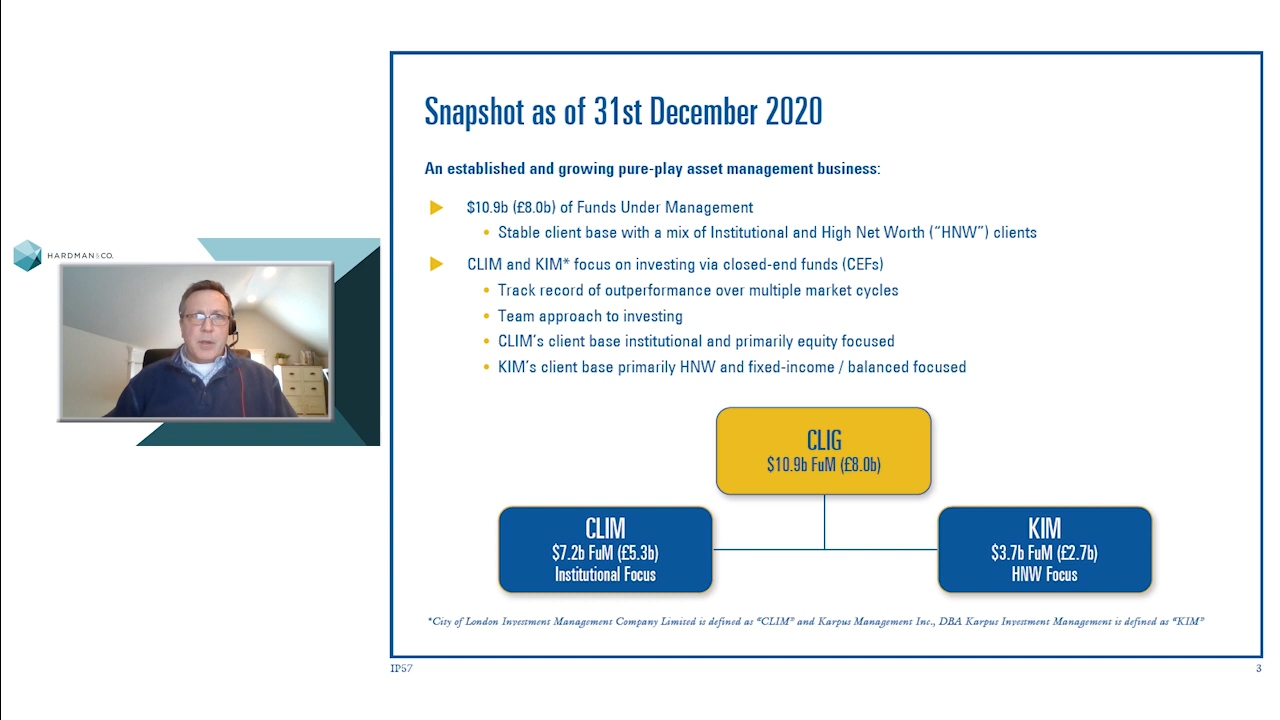 HARDMAN&CO.
Snapshot as of 31st December 2020
An established and growing pure-play asset management business:
$10.9b (£8.0b) of Funds Under Management
• Stable client base with a mix of Institutional and High Net Worth (“HNW”) clients
CLIM and KIM* focus on investing via closed-end funds (CEFs)
• Track record of outperformance over multiple market cycles
• Team approach to investing
• CLIM's client base institutional and primarily equity focused
• KIM's client base primarily HNW and fixed-income / balanced focused
CLIG
$10.9b FuM (£8.0b)
CLIM
$7.2b FuM (£5.3b)
Institutional Focus
KIM
$3.7b FuM (£2.7b)
HNW Focus
*City of London Investment Management Company Limited is defined as “CLIM” and Karpus Management Inc., DBA Karpus Investment Management is defined as “KIM”
IP57
3